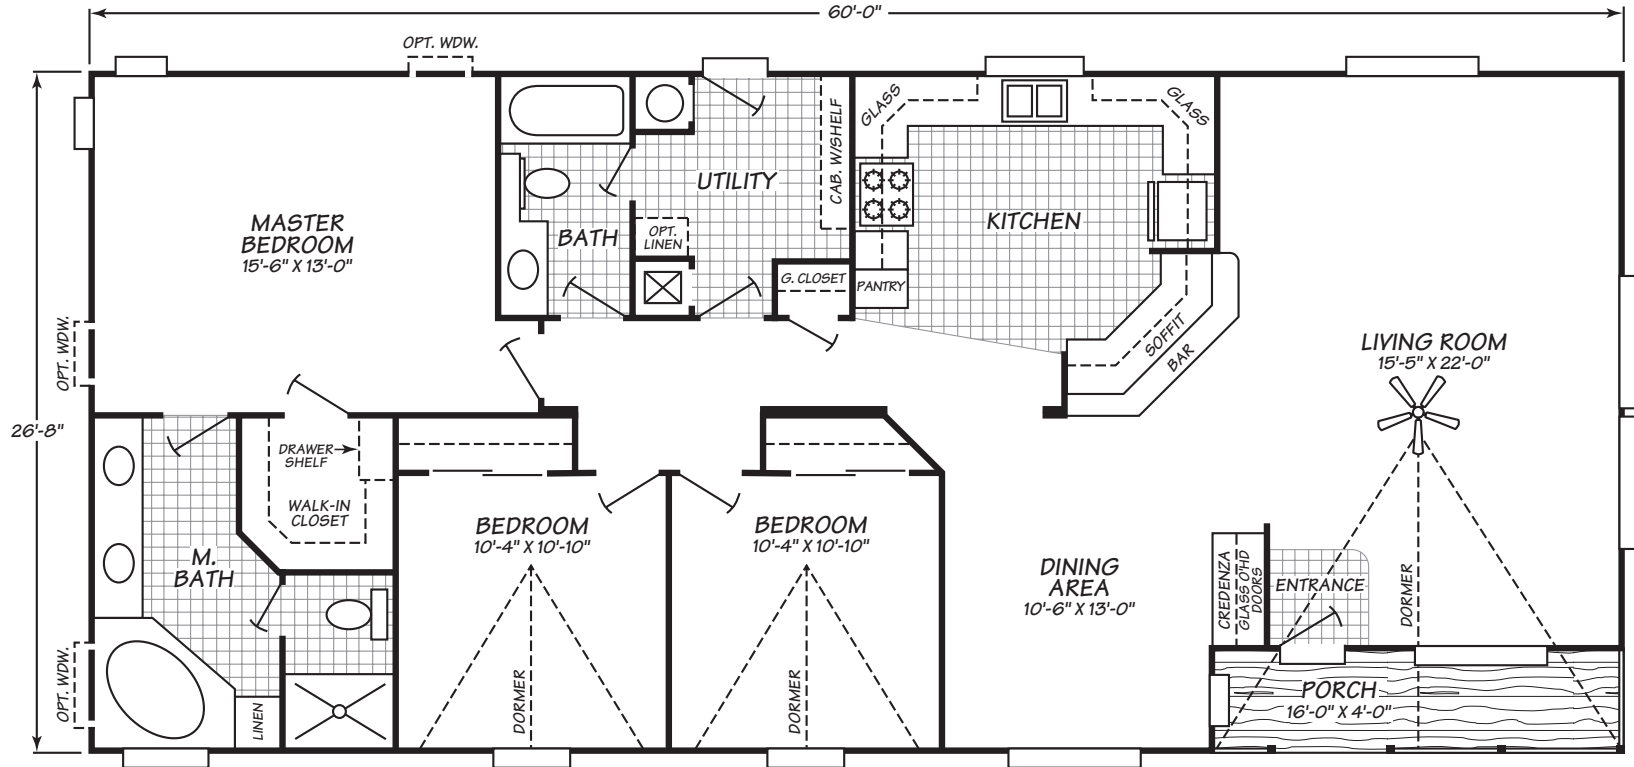 60'-0"
OPT. WDW.
GLASS
GLASS
CAB. W/SHELF
UTILITY
MASTER
BEDROOM
15'-6" X 13'-0"
BATH
OPT.
LINEN
KITCHEN
G. CLOSET
PANTRY
SOFFIT
BAR
OPT. WDW.
LIVING ROOM
15'-5" X 22'-0"
26'-8"
DRAWER
SHELF
WALK-IN
CLOSET
BEDROOM
10'-4" X 10'-10"
BEDROOM
10'-4" X 10'-10"
M.
BATH
DINING
AREA
10'-6" X 13'-0"
CREDENZA
GLASS O'HD
DOORS
ENTRANCE
DORMER
OPT. WDW.
LINEN
DORMER
DORMER
PORCH
16'-0" X 4'-0"